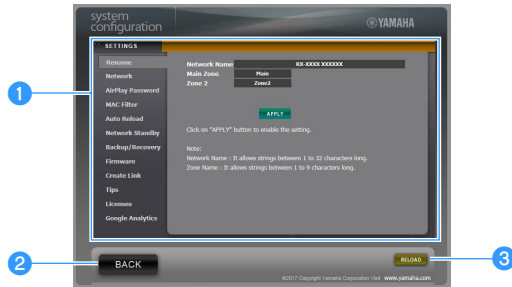 system
configuration
YAMAHA
SETTINGS
Rename
Network
AirPlay Password
MAC Filter
Auto Reload
Network Standby
Backup/Recovery
Firmware
Create Link
Tips
Licenses
Google Analytics
Network Name RX-XXXX XXXXXX
Main Zone Main
Zone 2 Zone2
APPLY
Click on "APPLY" button to enable the setting.
Note:
Network Name : It allows strings between 1 to 32 characters long.
Zone Name : It allows strings between 1 to 9 characters long.
1
2
BACK
RELOAD
3
©2017 Copyright Yamaha Corporation Visit www.yamaha.com